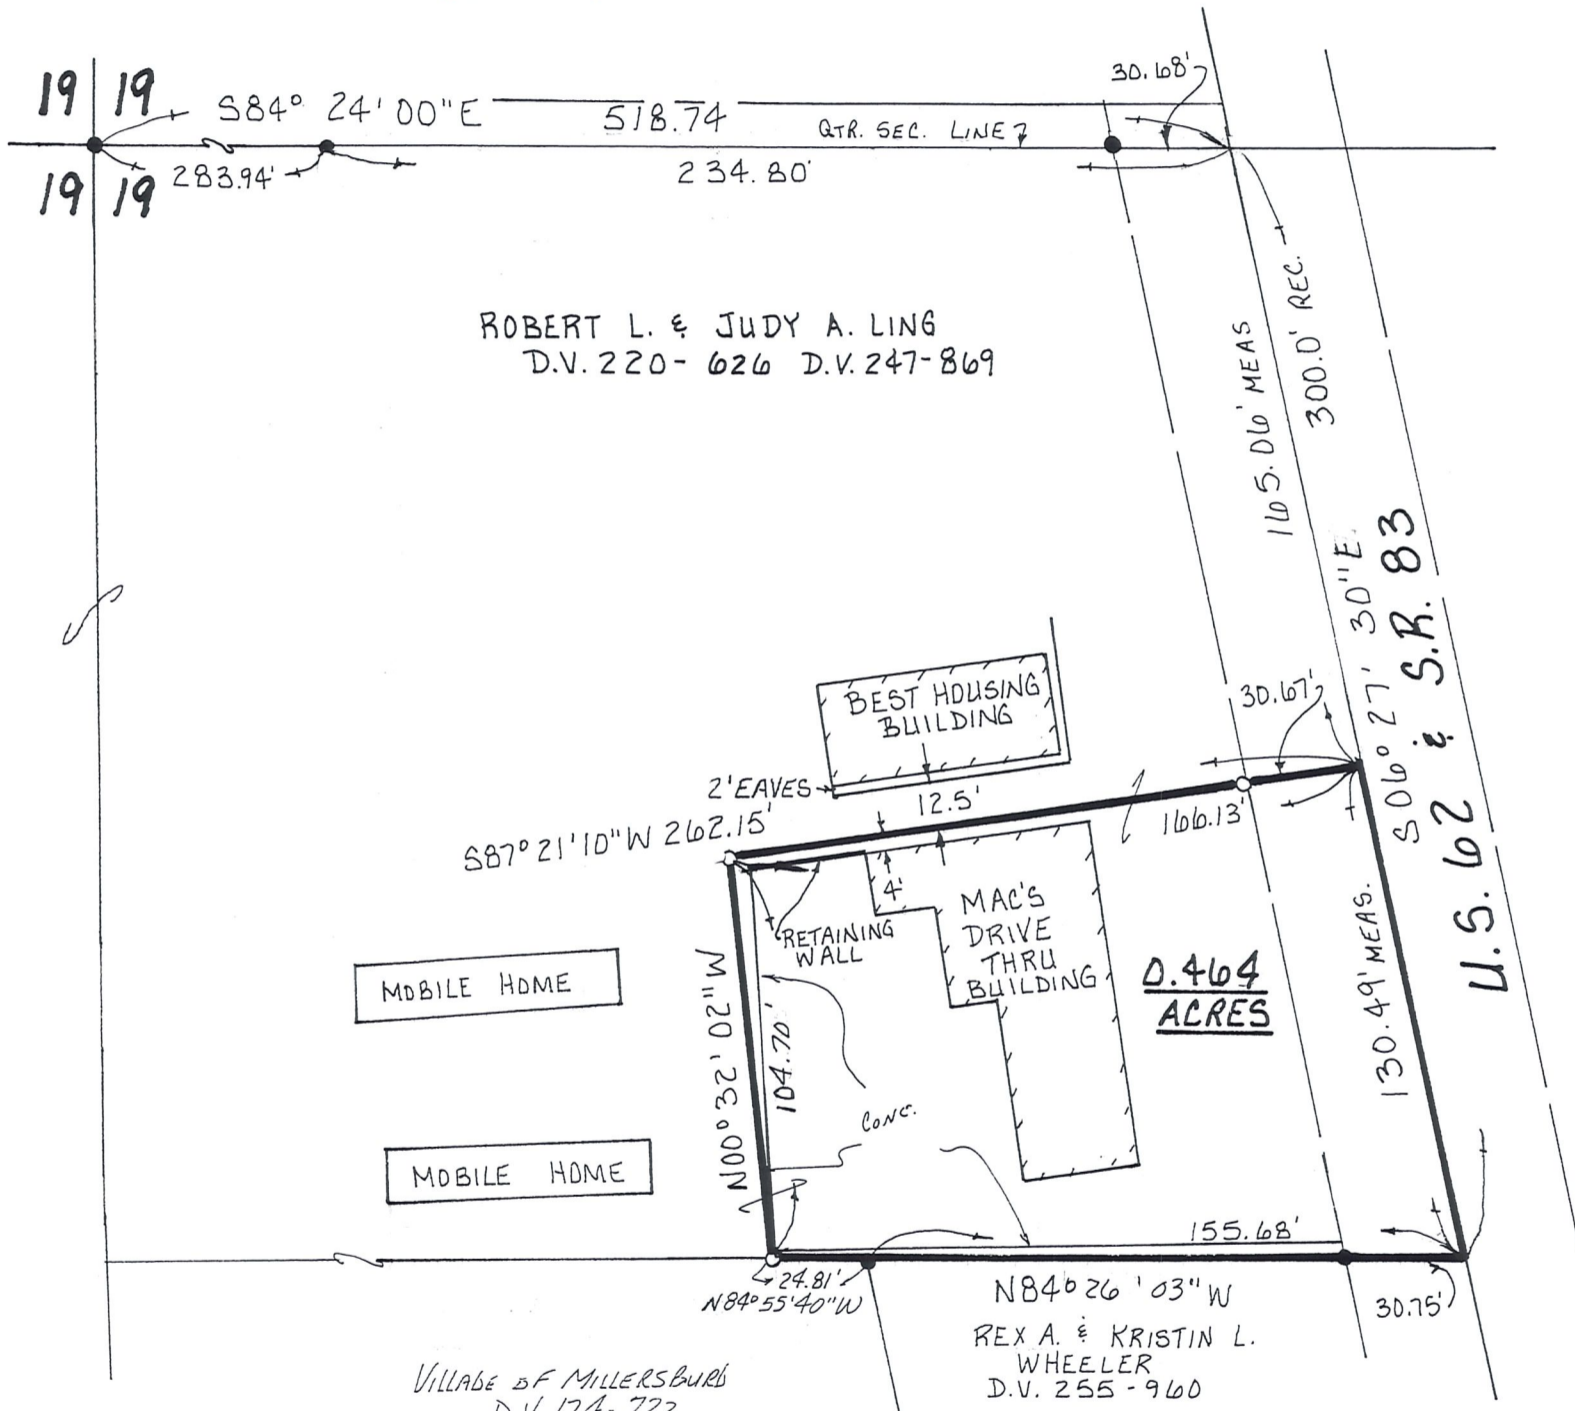 19 19
S84° 24' 00"E
518.74
30.68'
QTR. SEC. LINE
19 19
283.94'
234.80'
ROBERT L. & JUDY A. LING
D.V. 220- 626 D.V. 247-869
165.06' MEAS
300.0' REC.
S 06° 27' 30"E
U.S. 62 & S.R. 83
BEST HOUSING
BUILDING
30.67'
2' EAVES
12.5'
S87° 21' 10" W 262.15'
166.13'
4'
RETAINING
WALL
MAC'S
DRIVE
THRU
BUILDING
0.464
ACRES
130.49' MEAS.
MOBILE HOME
N00° 32' 02" W
104.70'
CONC.
MOBILE HOME
155.68'
24.81'
N84° 55' 40" W
N84° 26' 03" W
30.75'
REX A. & KRISTIN L.
WHEELER
D.V. 255-960
VILLAGE OF MILLERSBURG